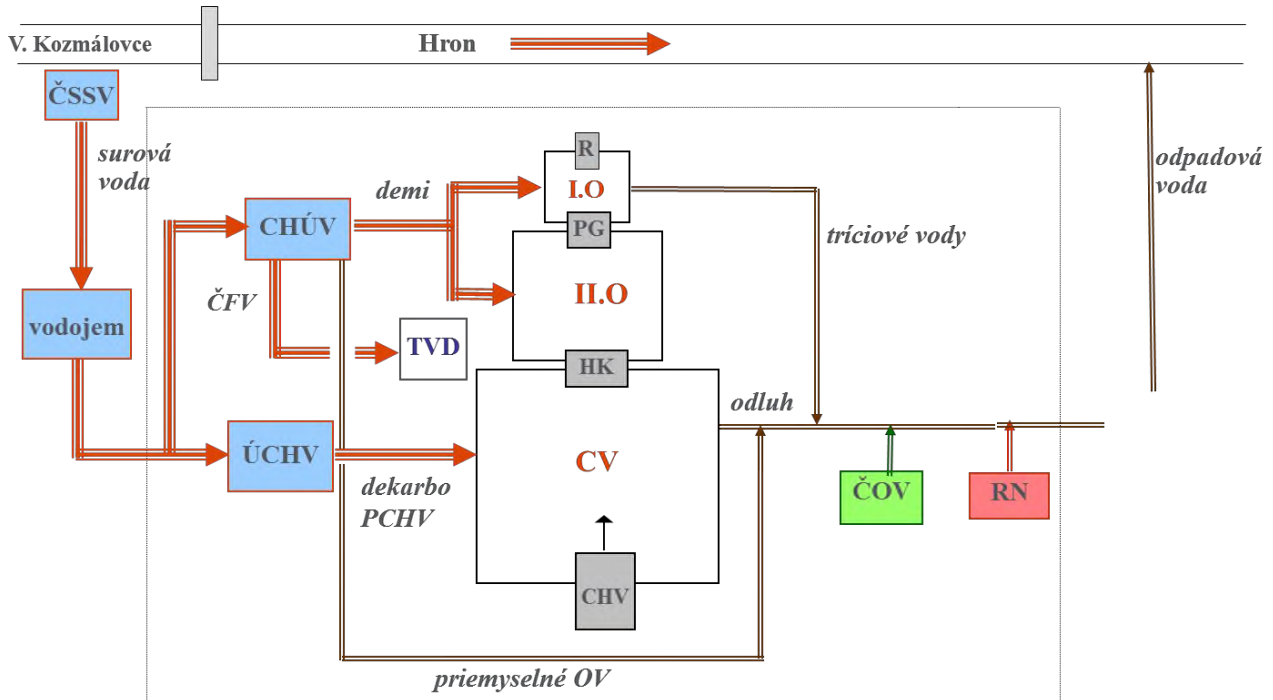 V. Kozmálovce
Hron
ČSSV
surová
voda
odpadová
voda
R
I.O
demi
CHÚV
PG
tríciové vody
ČFV
II.O
vodojem
TVD
HK
odluh
ÚCHV
CV
dekarbo
PCHV
ČOV
RN
CHV
priemyselné OV